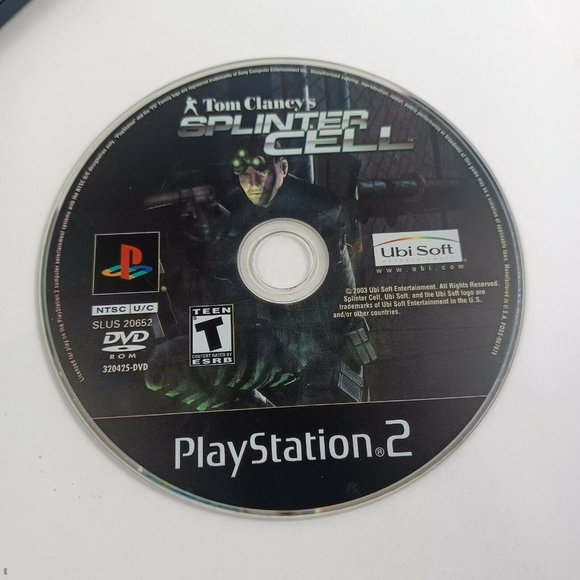 Tom Clancy's
SPLINTER
CELL
Ubi Soft
www.ubi.com
© 2003 Ubi Soft Entertainment. All Rights Reserved.
Splinter Cell, Ubi Soft, and the Ubi Soft logo are
trademarks of Ubi Soft Entertainment in the U.S.
and/or other countries.
NTSC U/C
SLUS 20652
DVD
ROM
320425-DVD
TEEN
T
CONTENT RATED BY
ESRB
PlayStation®2